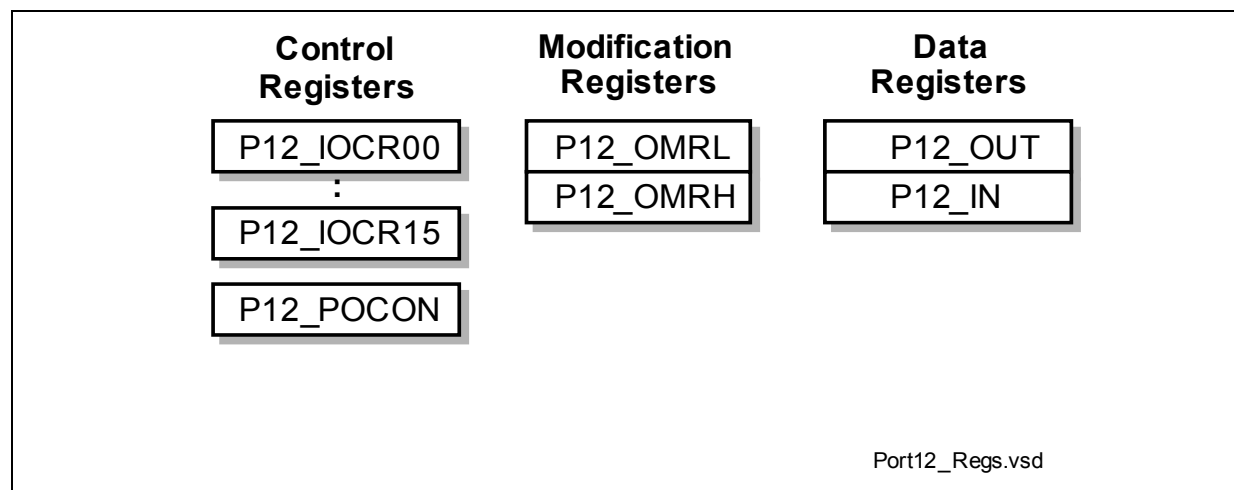 Control
Registers
P12_IOCR00
:
P12_IOCR15
P12_POCON
Modification
Registers
P12_OMRL
P12_OMRH
Data
Registers
P12_OUT
P12_IN
Port12_Regs.vsd